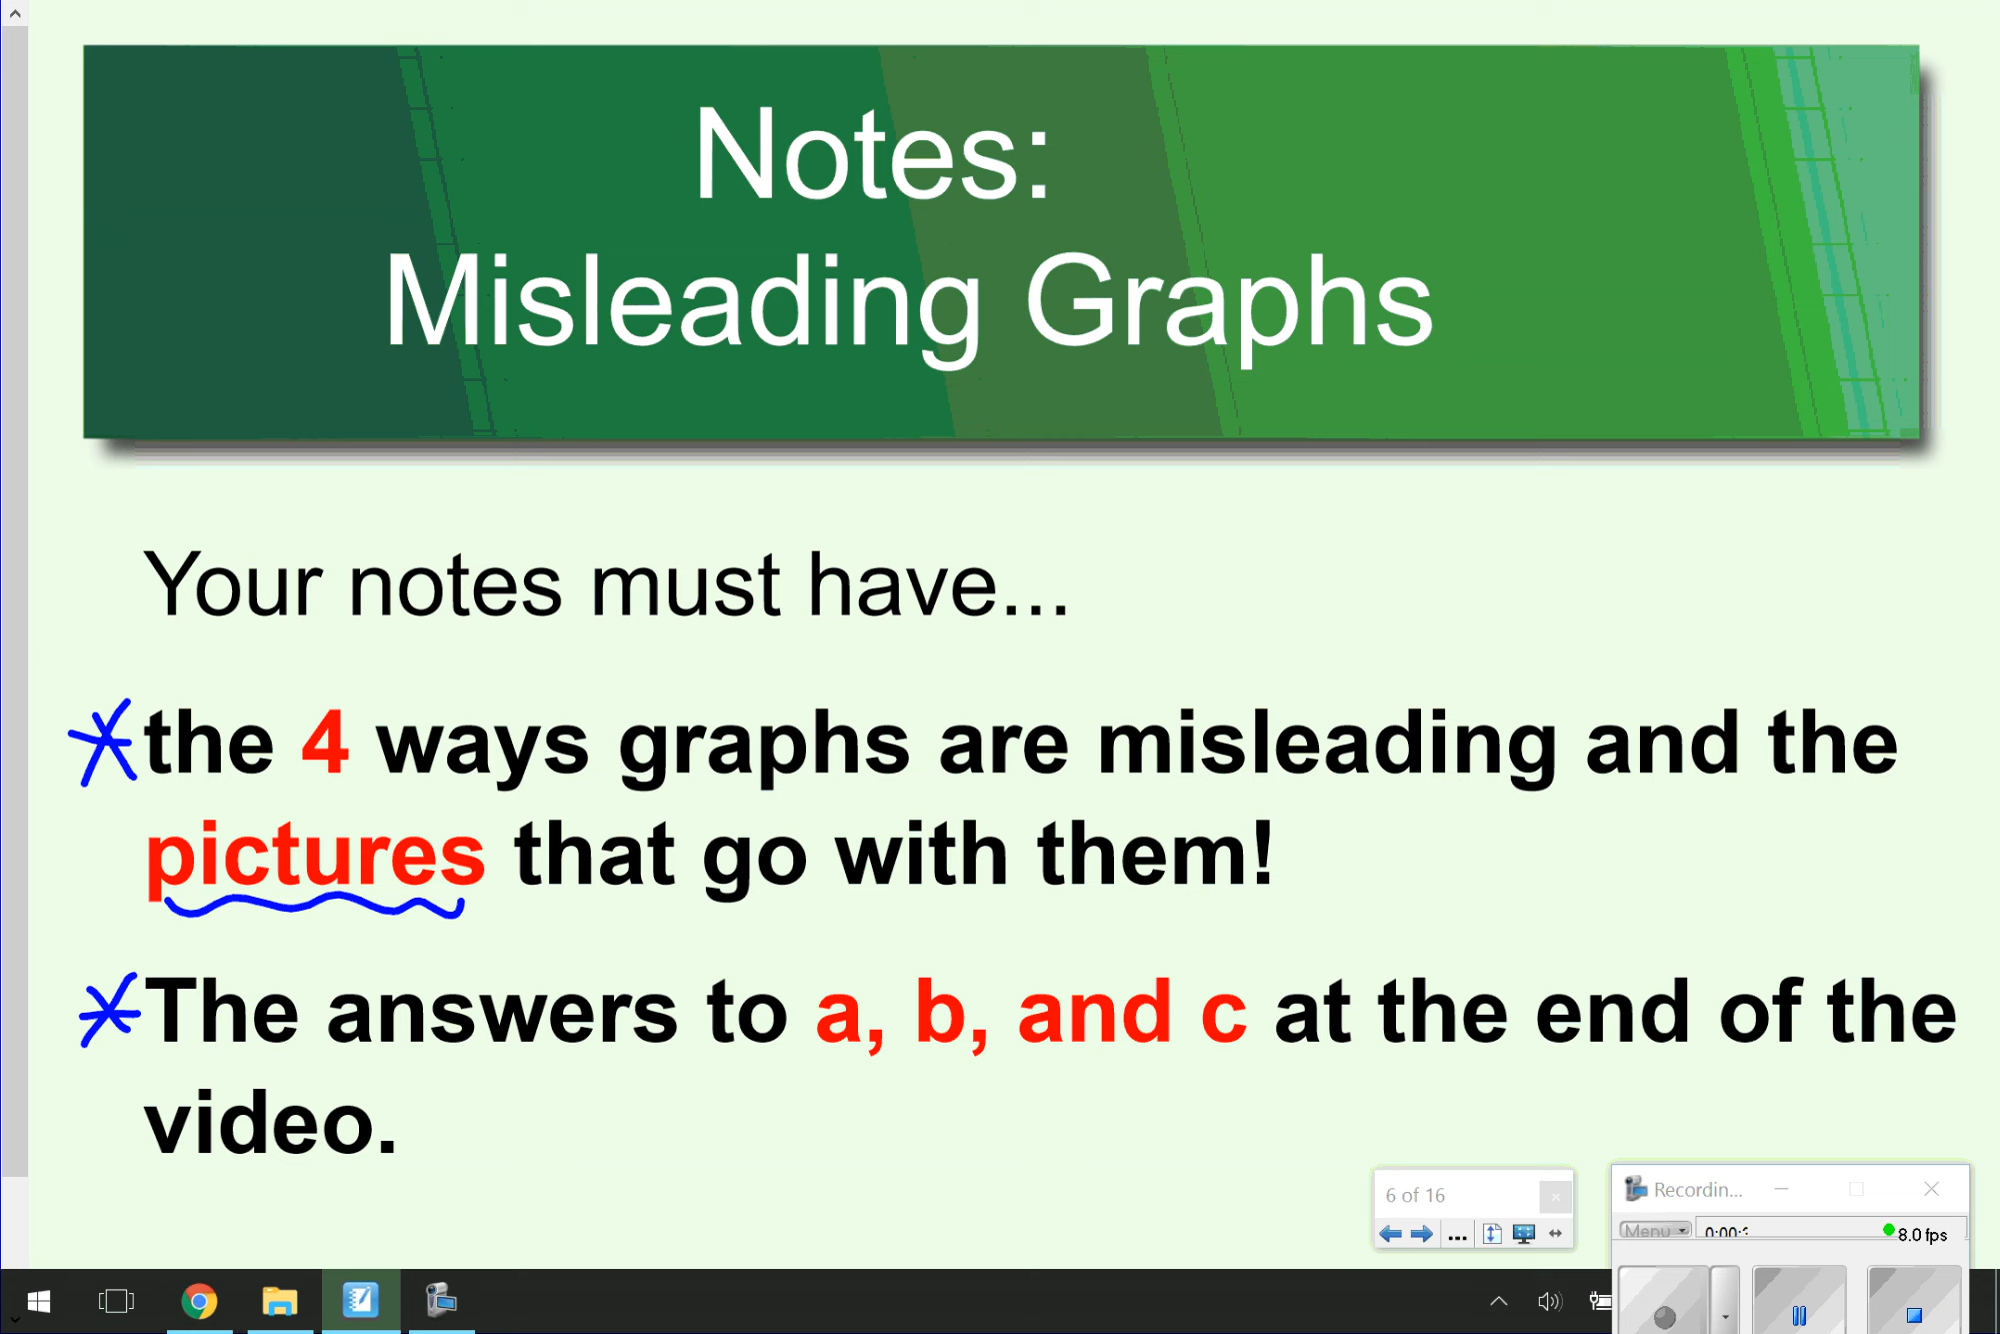 Notes:
Misleading Graphs
Your notes must have...
the 4 ways graphs are misleading and the
pictures that go with them!
The answers to a, b, and c at the end of the
video.
6 of 16
Recordin...
Menu
8.0 fps